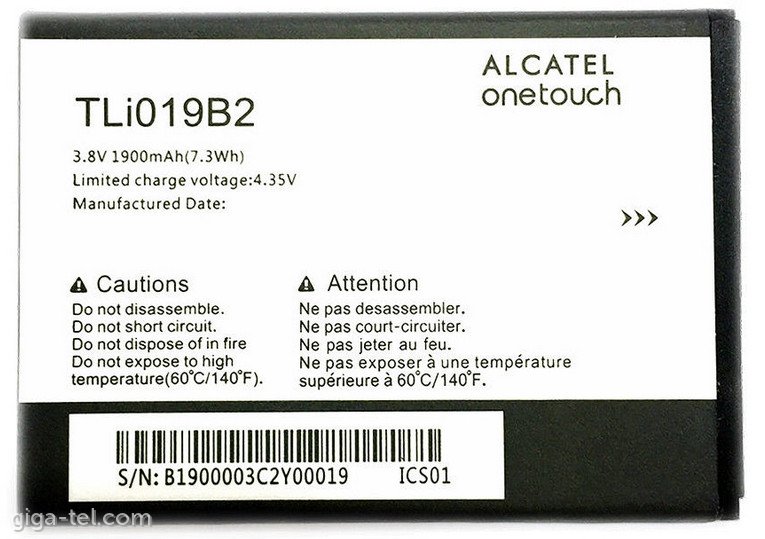 ALCATEL
onetouch
TLi019B2
3.8V 1900mAh(7.3Wh)
Limited charge voltage:4.35V
Manufactured Date:
>>>
Cautions
Do not disassemble.
Do not short circuit.
Do not dispose of in fire
Do not expose to high
temperature(60°C/140°F).
Attention
Ne pas desassembler.
Ne pas court-circuiter.
Ne pas jeter au feu.
Ne pas exposer à une température
supérieure à 60°C/140°F.
S/N: B1900003C2Y00019 ICS01
giga-tel.com